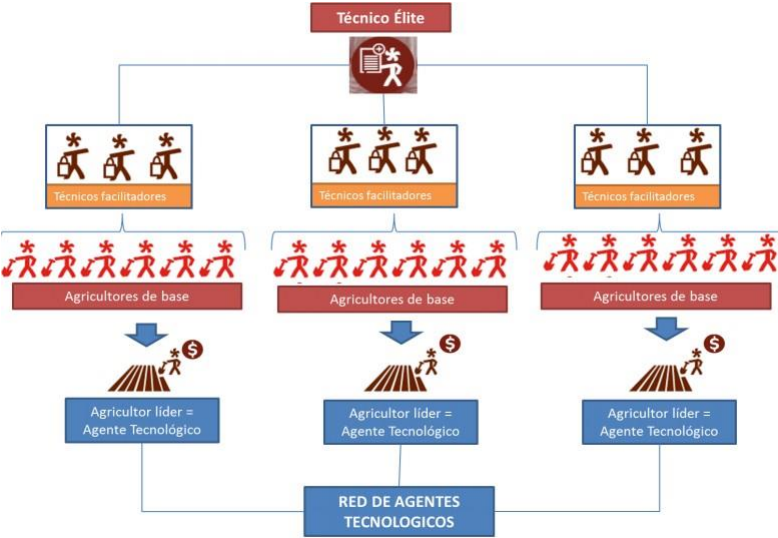 Técnico Élite
Técnicos facilitadores
Técnicos facilitadores
Técnicos facilitadores
Agricultores de base
Agricultores de base
Agricultores de base
$
$
$
Agricultor líder =
Agente Tecnológico
Agricultor líder =
Agente Tecnológico
Agricultor líder =
Agente Tecnológico
RED DE AGENTES
TECNOLOGICOS